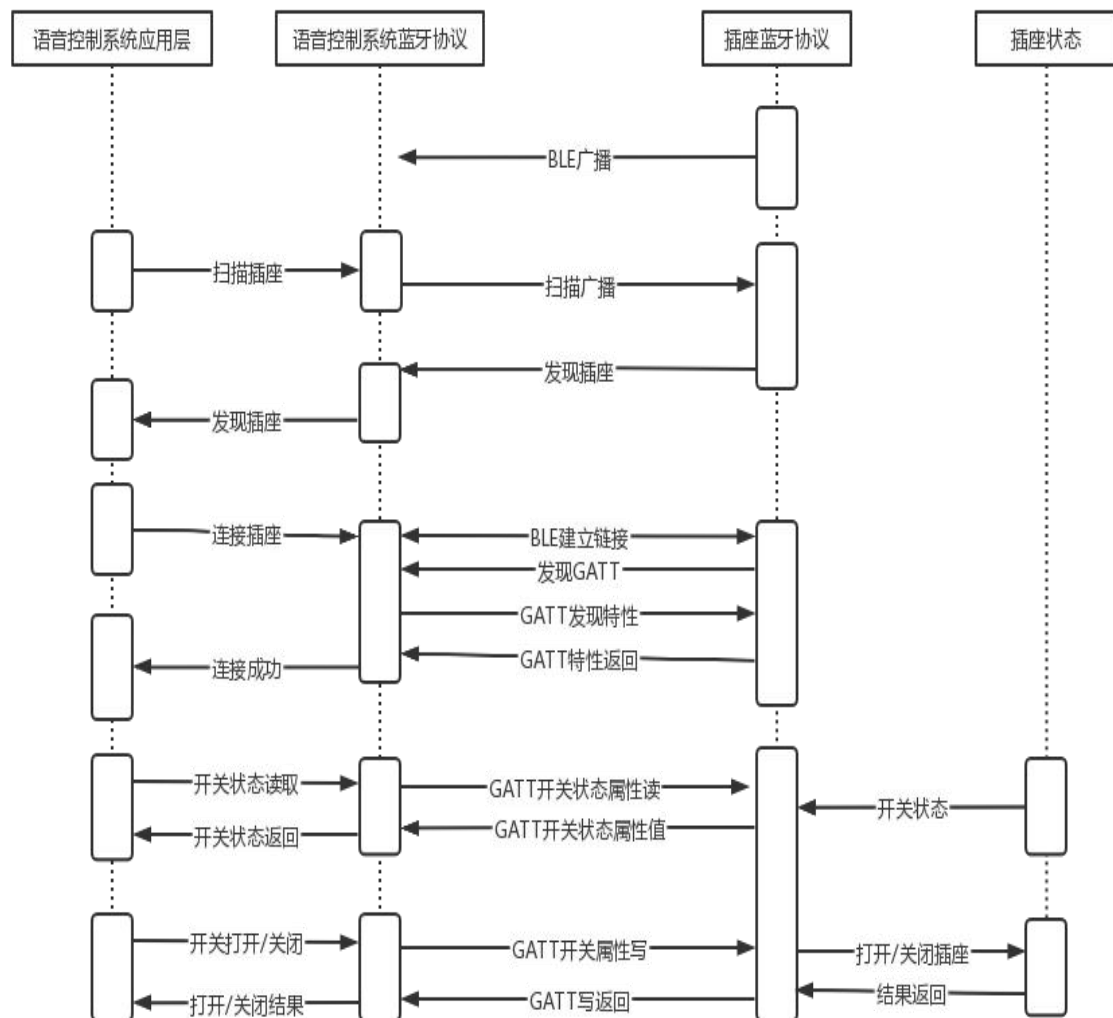 语音控制系统应用层
语音控制系统蓝牙协议
插座蓝牙协议
插座状态
BLE广播
扫描插座
扫描广播
发现插座
发现插座
连接插座
BLE建立链接
发现GATT
GATT发现特性
GATT特性返回
连接成功
开关状态读取
GATT开关状态属性读
开关状态
GATT开关状态属性值
开关状态返回
开关打开/关闭
GATT开关属性写
打开/关闭插座
结果返回
GATT写返回
打开/关闭结果